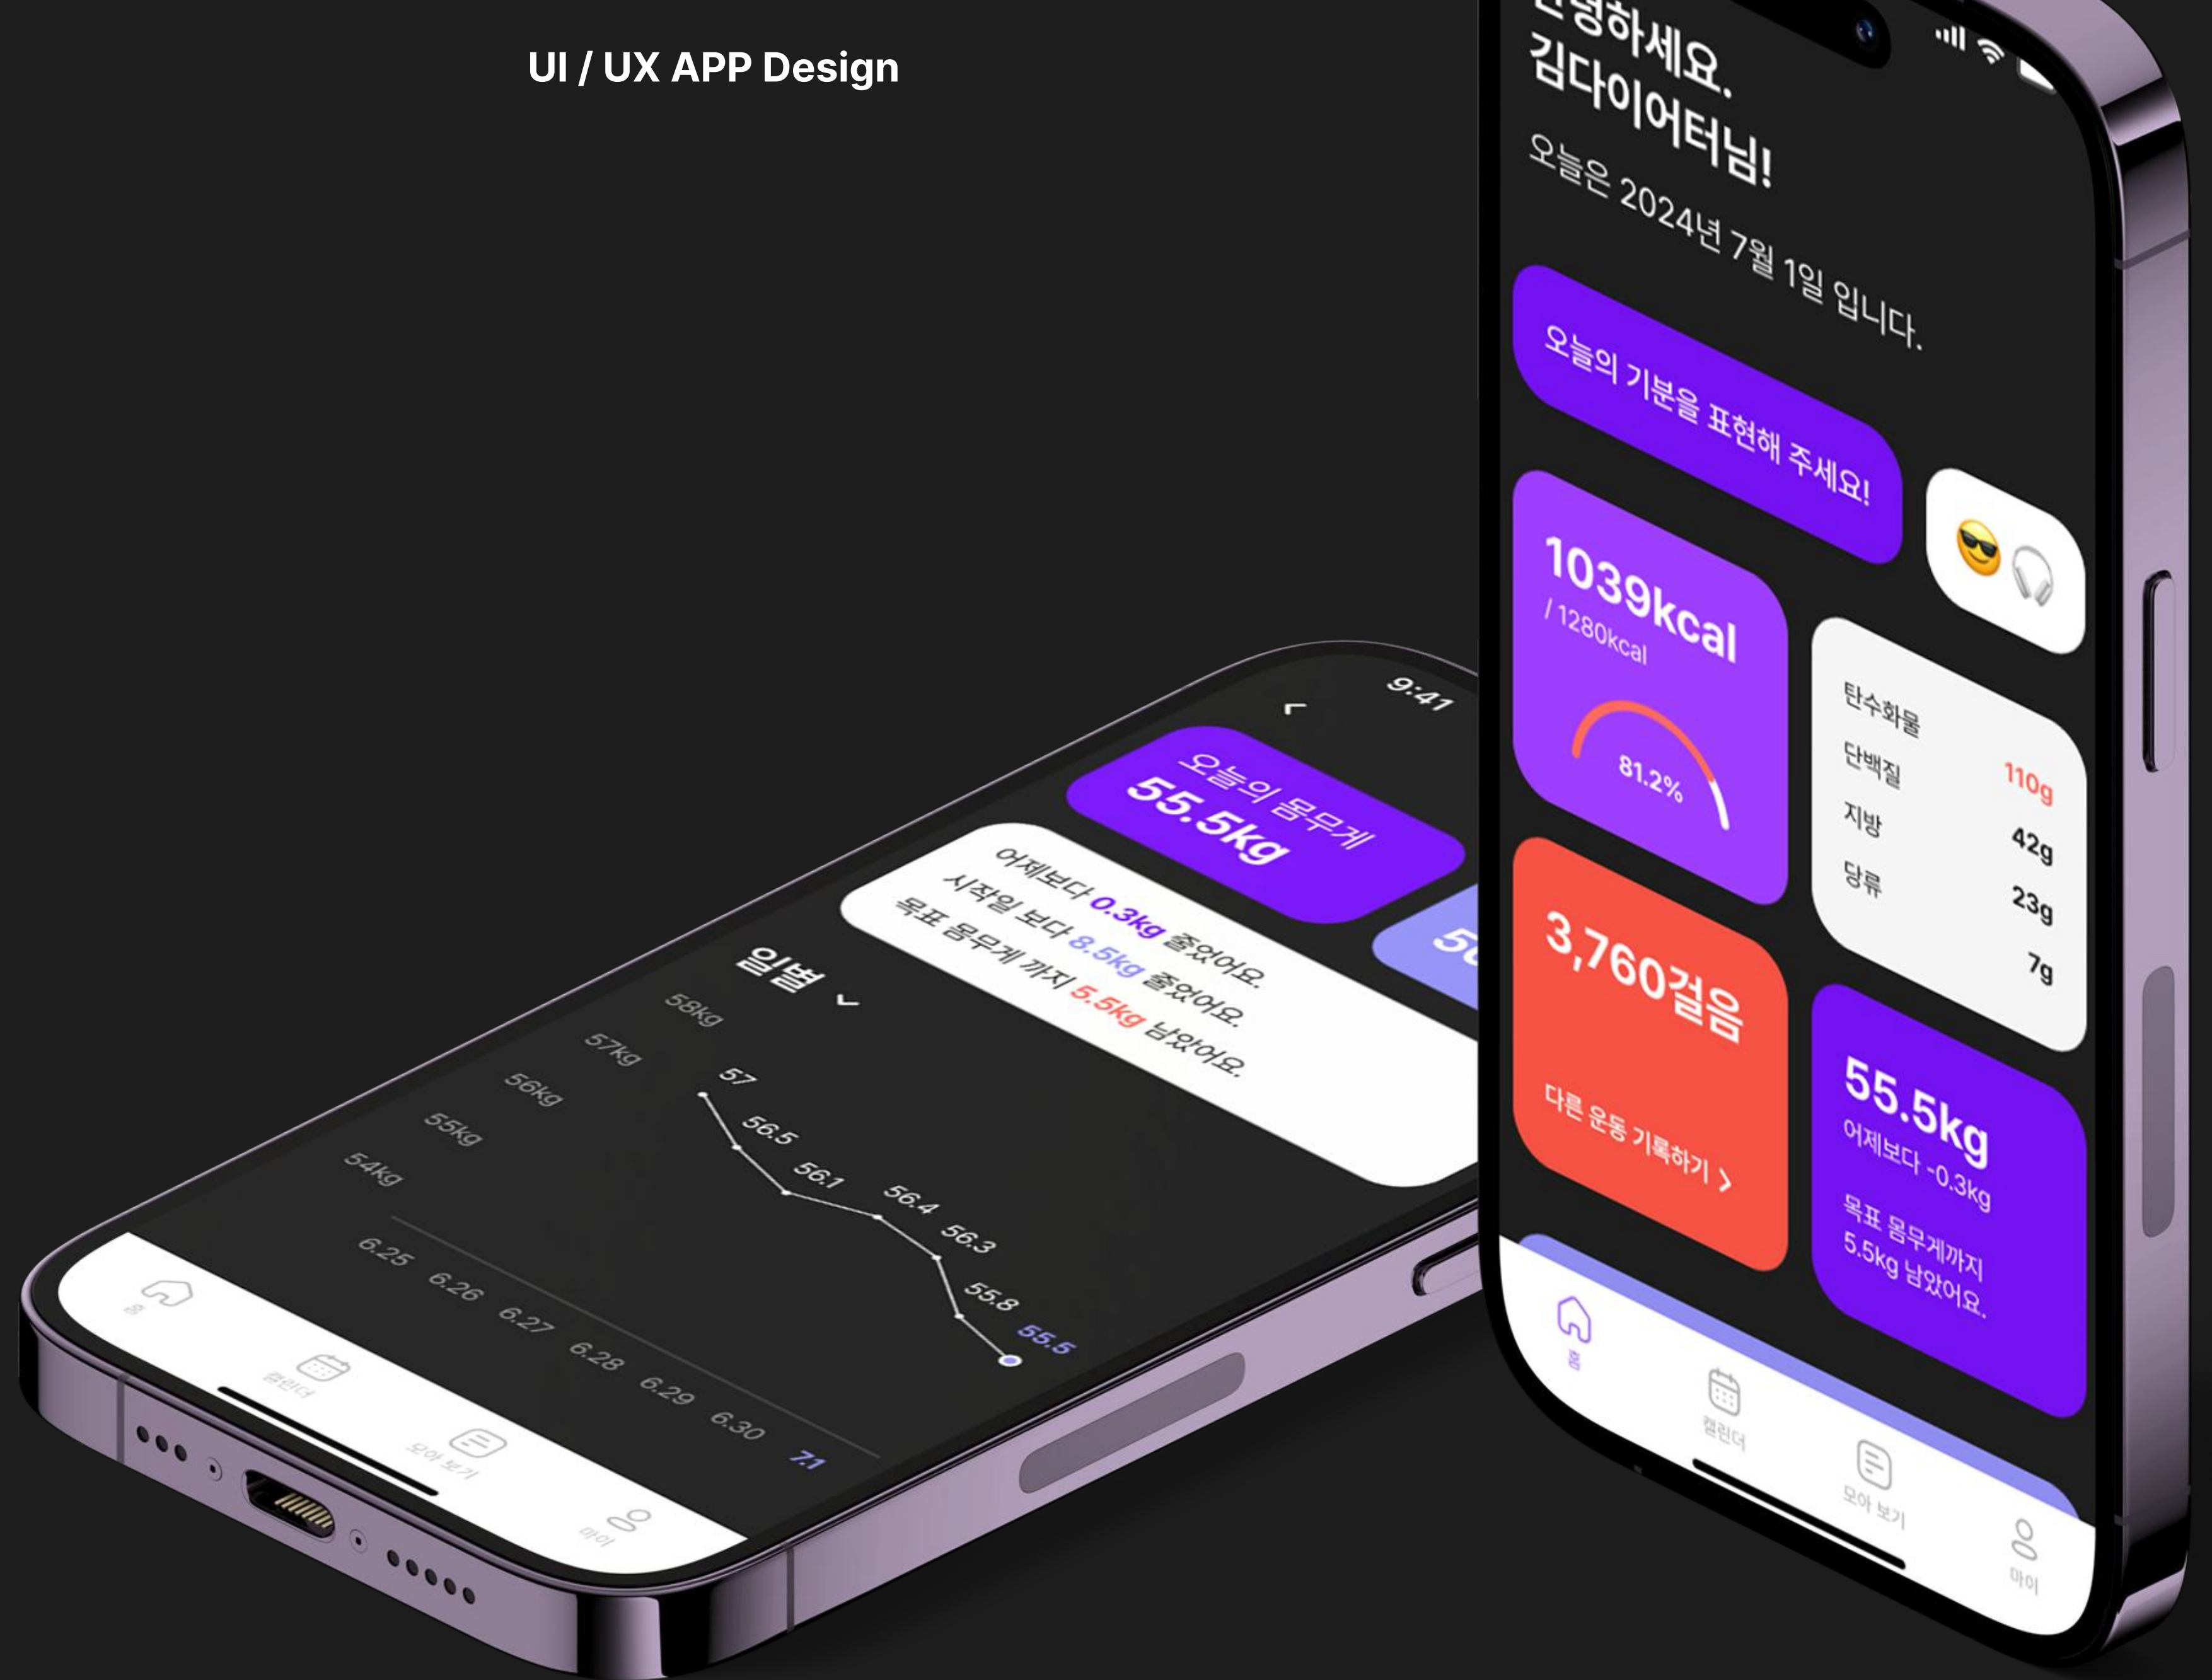 UI / UX APP Design
9:41
오늘의 몸무게
55.5kg
어제보다 0.3kg 줄었어요.
시작일 보다 8.5kg 줄었어요.
목표 몸무게 까지 5.5kg 남았어요.
일별
58kg
57kg
56kg
55kg
54kg
57
56.5
56.1
56.4
56.3
55.8
55.5
6.25
6.26
6.27
6.28
6.29
6.30
7.1
홈
캘린더
모아 보기
마이
안녕하세요.
김다이어터님!
오늘은 2024년 7월 1일 입니다.
오늘의 기분을 표현해 주세요!
1039kcal
/ 1280kcal
81.2%
탄수화물 110g
단백질 42g
지방 23g
당류 7g
3,760걸음
다른 운동 기록하기
55.5kg
어제보다 -0.3kg
목표 몸무게까지
5.5kg 남았어요.
홈
캘린더
모아 보기
마이